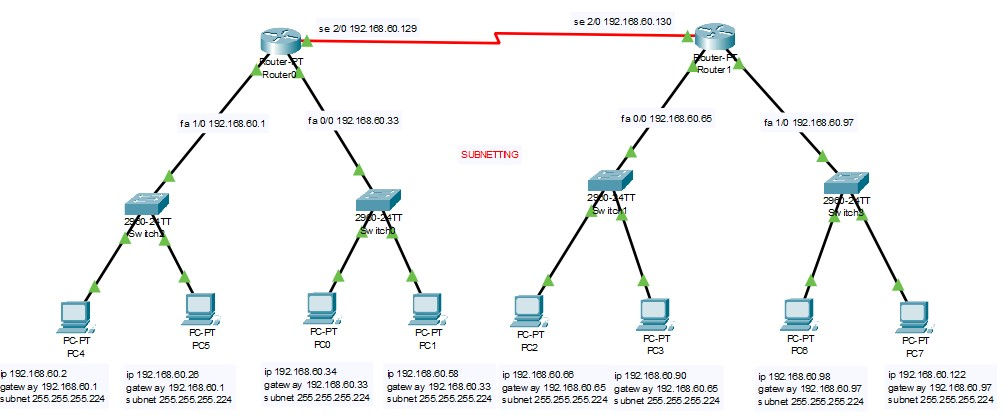 se 2/0 192.168.60.129
se 2/0 192.168.60.130
Router-PT
Router0
Router-PT
Router1
fa 1/0 192.168.60.1
fa 0/0 192.168.60.33
fa 0/0 192.168.60.65
fa 1/0 192.168.60.97
SUBNETTING
2960-24TT
Switch2
2960-24TT
Switch0
2960-24TT
Switch1
2960-24TT
Switch3
PC-PT
PC4
PC-PT
PC5
PC-PT
PC0
PC-PT
PC1
PC-PT
PC2
PC-PT
PC3
PC-PT
PC6
PC-PT
PC7
ip 192.168.60.2
gateway 192.168.60.1
subnet 255.255.255.224
ip 192.168.60.26
gateway 192.168.60.1
subnet 255.255.255.224
ip 192.168.60.34
gateway 192.168.60.33
subnet 255.255.255.224
ip 192.168.60.58
gateway 192.168.60.33
subnet 255.255.255.224
ip 192.168.60.66
gateway 192.168.60.65
subnet 255.255.255.224
ip 192.168.60.90
gateway 192.168.60.65
subnet 255.255.255.224
ip 192.168.60.98
gateway 192.168.60.97
subnet 255.255.255.224
ip 192.168.60.122
gateway 192.168.60.97
subnet 255.255.255.224